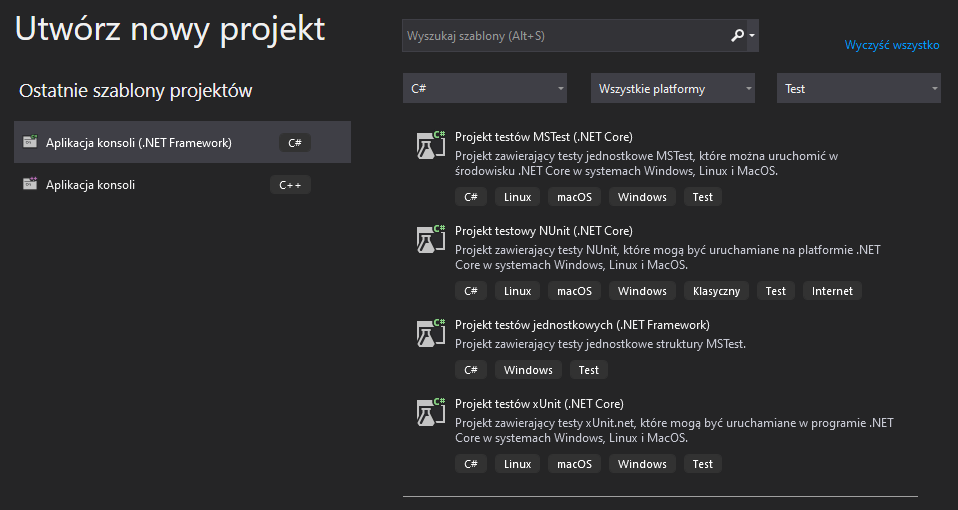 Utwórz nowy projekt
Wyszukaj szablony (Alt+S)
Wyczyść wszystko
Ostatnie szablony projektów
C#
Wszystkie platformy
Test
Aplikacja konsoli (.NET Framework)
C#
Aplikacja konsoli
C++
C#
Projekt testów MSTest (.NET Core)
Projekt zawierający testy jednostkowe MSTest, które można uruchomić w
środowisku .NET Core w systemach Windows, Linux i MacOS.
C# Linux macOS Windows Test
C#
Projekt testowy NUnit (.NET Core)
Projekt zawierający testy NUnit, które mogą być uruchamiane na platformie .NET
Core w systemach Windows, Linux i MacOS.
C# Linux macOS Windows Klasyczny Test Internet
C#
Projekt testów jednostkowych (.NET Framework)
Projekt zawierający testy jednostkowe struktury MSTest.
C# Windows Test
C#
Projekt testów xUnit (.NET Core)
Projekt zawierający testy xUnit.net, które mogą być uruchamiane w programie .NET
Core w systemach Windows, Linux i MacOS.
C# Linux macOS Windows Test